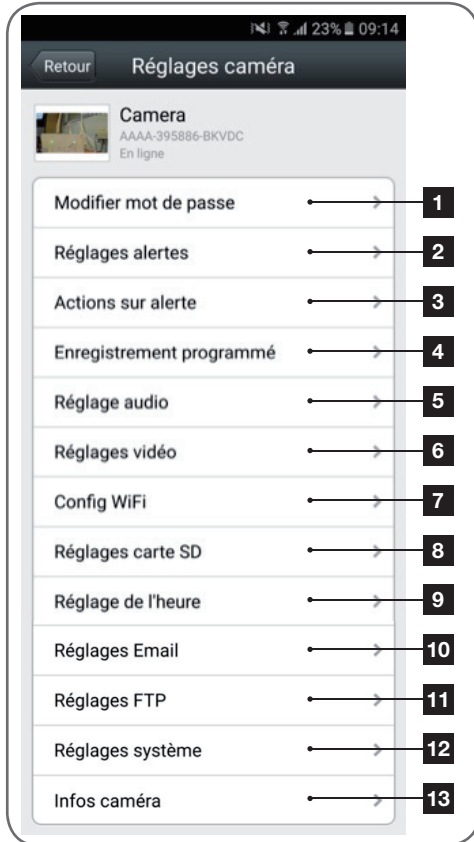 23% 09:14
Retour Réglages caméra
Camera
AAAA-395886-BKVDC
En ligne
Modifier mot de passe 1
Réglages alertes 2
Actions sur alerte 3
Enregistrement programmé 4
Réglage audio 5
Réglages vidéo 6
Config WiFi 7
Réglages carte SD 8
Réglage de l'heure 9
Réglages Email 10
Réglages FTP 11
Réglages système 12
Infos caméra 13